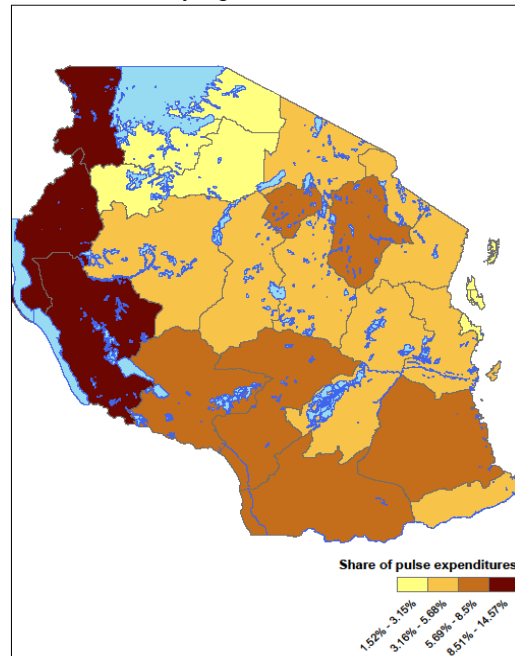 Share of pulse expenditures
1.52% - 3.15%
3.16% - 5.68%
5.69% - 8.5%
8.51% - 14.57%